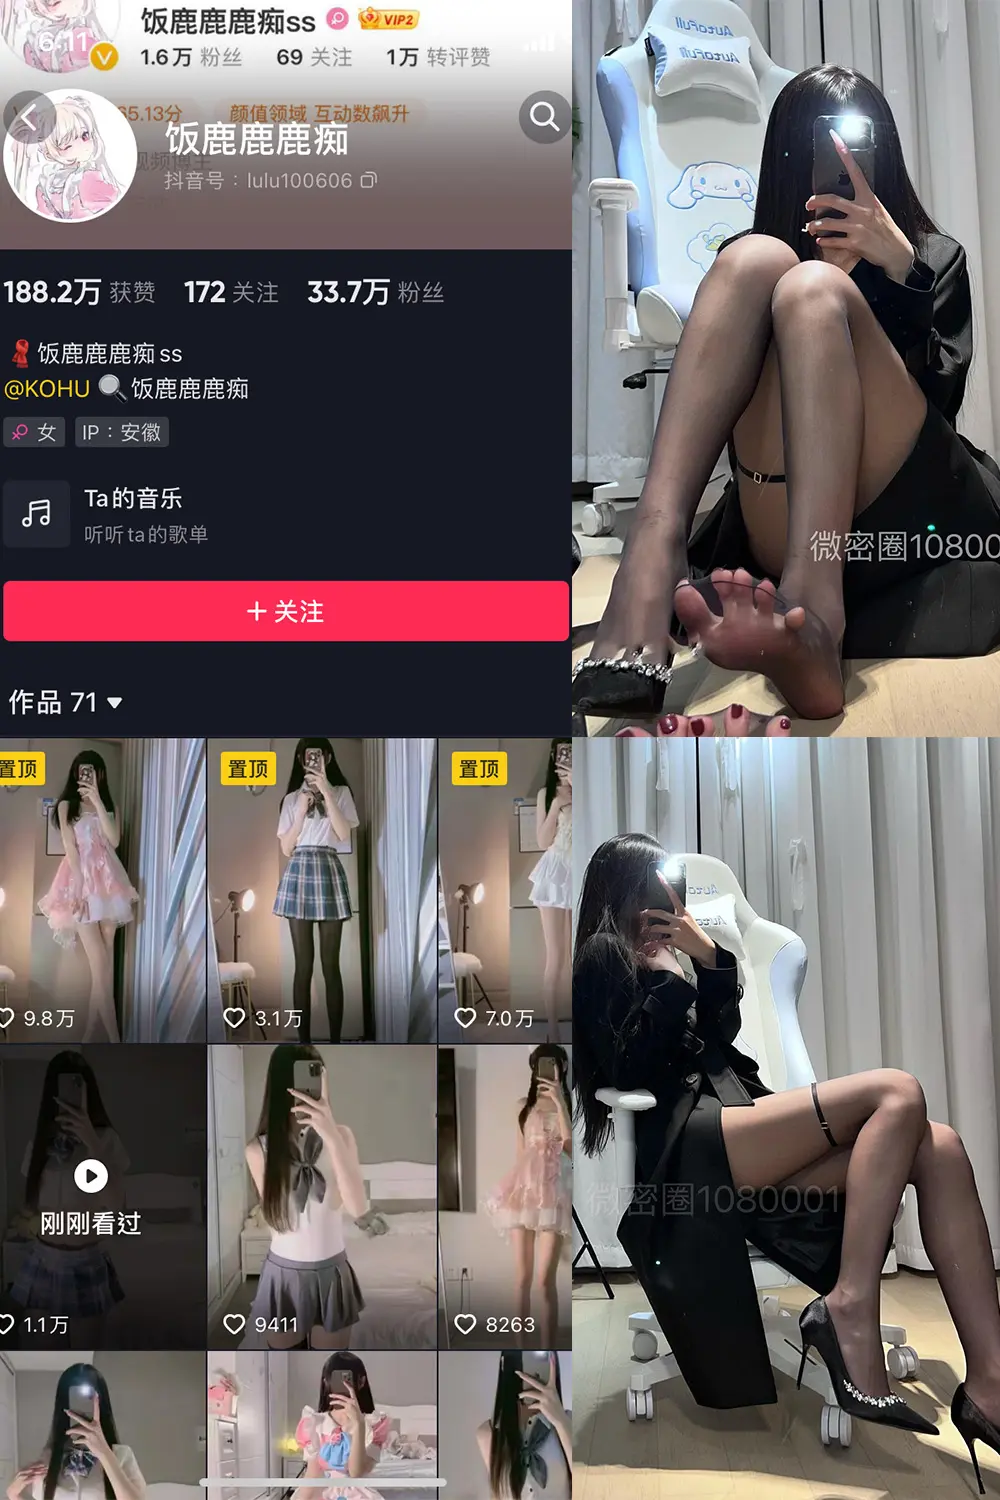 饭鹿鹿鹿痴ss
VIP2
1.6万 粉丝 69 关注 1万 转评赞
6:11
65.13分 颜值领域 互动数飙升
饭鹿鹿鹿痴
视频博主
抖音号：lulu100606
188.2万 获赞 172 关注 33.7万 粉丝
饭鹿鹿鹿痴ss
@KOHU 饭鹿鹿鹿痴
女 IP：安徽
Ta的音乐
听听ta的歌单
+ 关注
作品 71
置顶 置顶 置顶
9.8万 3.1万 7.0万
刚刚看过
1.1万 9411 8263
微密圈10800
微密圈1080001